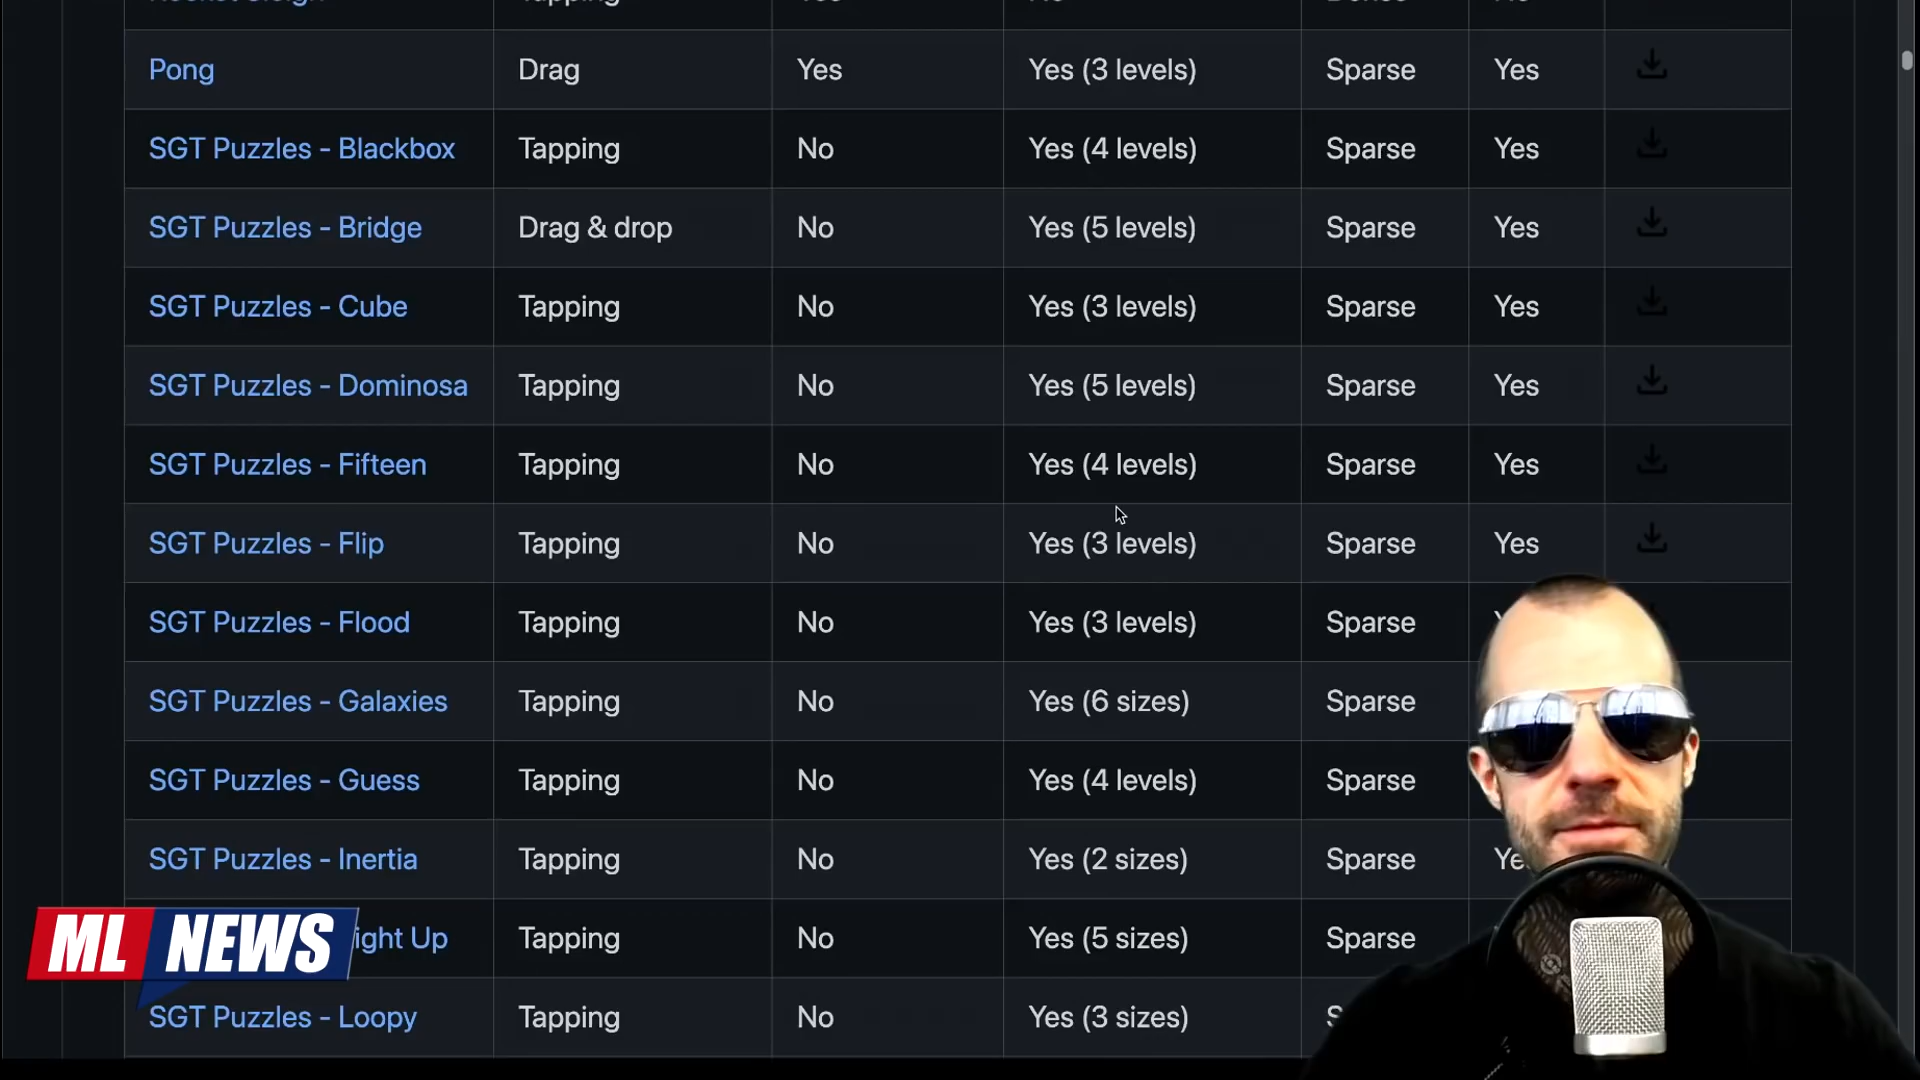 Pong Drag Yes Yes (3 levels) Sparse Yes
SGT Puzzles - Blackbox Tapping No Yes (4 levels) Sparse Yes
SGT Puzzles - Bridge Drag & drop No Yes (5 levels) Sparse Yes
SGT Puzzles - Cube Tapping No Yes (3 levels) Sparse Yes
SGT Puzzles - Dominosa Tapping No Yes (5 levels) Sparse Yes
SGT Puzzles - Fifteen Tapping No Yes (4 levels) Sparse Yes
SGT Puzzles - Flip Tapping No Yes (3 levels) Sparse Yes
SGT Puzzles - Flood Tapping No Yes (3 levels) Sparse
SGT Puzzles - Galaxies Tapping No Yes (6 sizes) Sparse
SGT Puzzles - Guess Tapping No Yes (4 levels) Sparse
SGT Puzzles - Inertia Tapping No Yes (2 sizes) Sparse Ye
ML NEWS ight Up Tapping No Yes (5 sizes) Sparse
SGT Puzzles - Loopy Tapping No Yes (3 sizes)